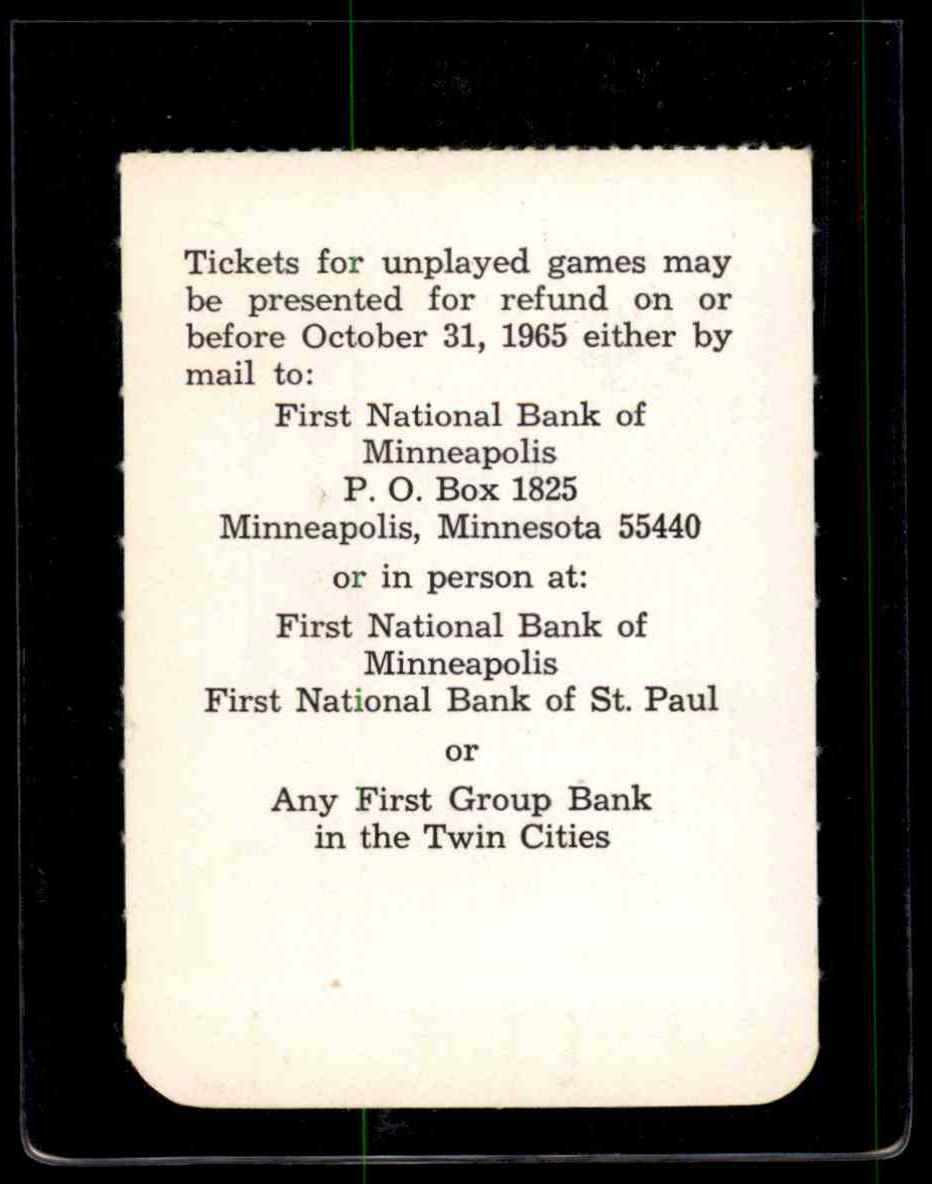 Tickets for unplayed games may
be presented for refund on or
before October 31, 1965 either by
mail to:
First National Bank of
Minneapolis
P. O. Box 1825
Minneapolis, Minnesota 55440
or in person at:
First National Bank of
Minneapolis
First National Bank of St. Paul
or
Any First Group Bank
in the Twin Cities